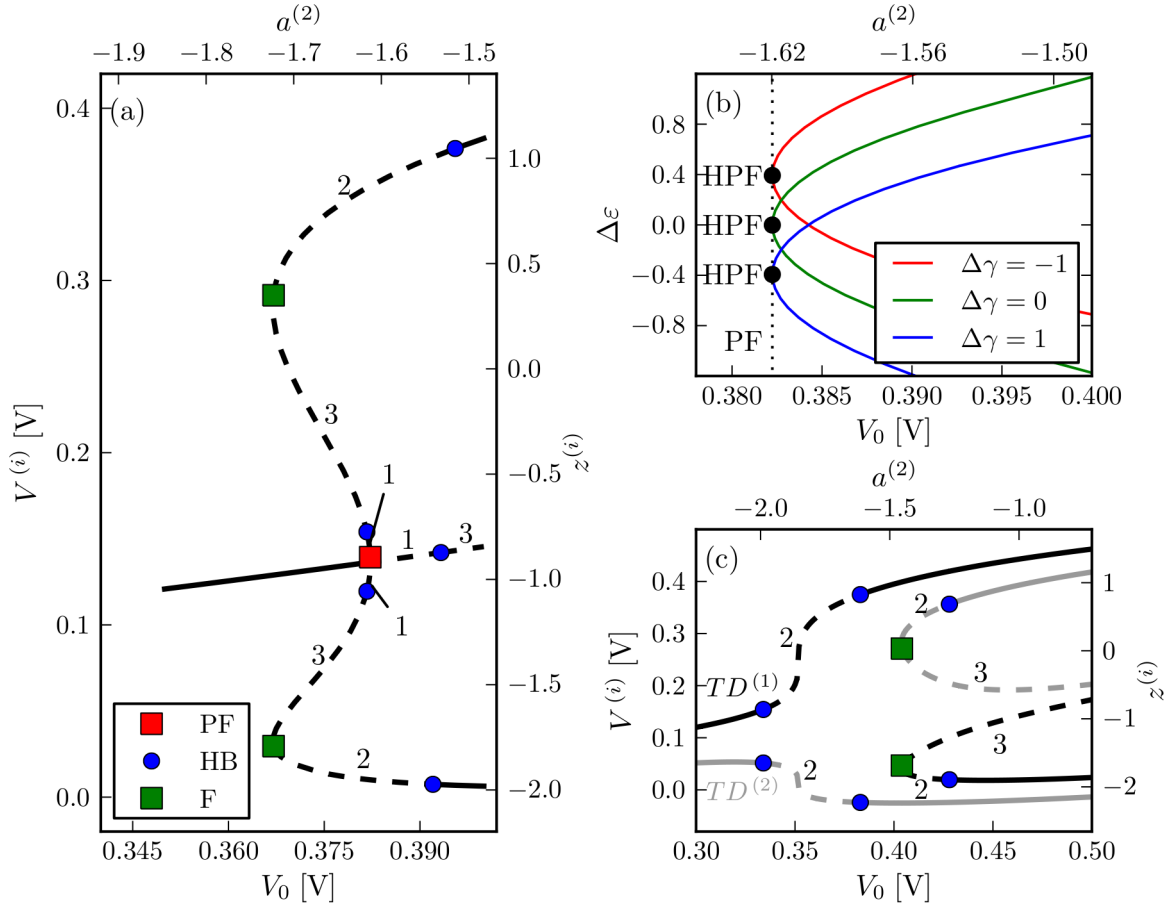 a^(2)
−1.9 −1.8 −1.7 −1.6 −1.5
(a)
0.4
0.3
0.2
0.1
0.0
V^(i) [V]
1.0
0.5
0.0
−0.5
−1.0
−1.5
−2.0
z^(i)
2
3
1
1
3
1
3
2
PF
HB
F
0.345 0.360 0.375 0.390
V_0 [V]
a^(2)
−1.62 −1.56 −1.50
(b)
0.8
0.4
0.0
−0.4
−0.8
Δε
HPF
HPF
HPF
PF
Δγ = −1
Δγ = 0
Δγ = 1
0.380 0.385 0.390 0.395 0.400
V_0 [V]
a^(2)
−2.0 −1.5 −1.0
(c)
0.4
0.3
0.2
0.1
0.0
V^(i) [V]
1
0
−1
−2
z^(i)
2
2
TD^(1)
3
3
2
2
TD^(2)
0.30 0.35 0.40 0.45 0.50
V_0 [V]